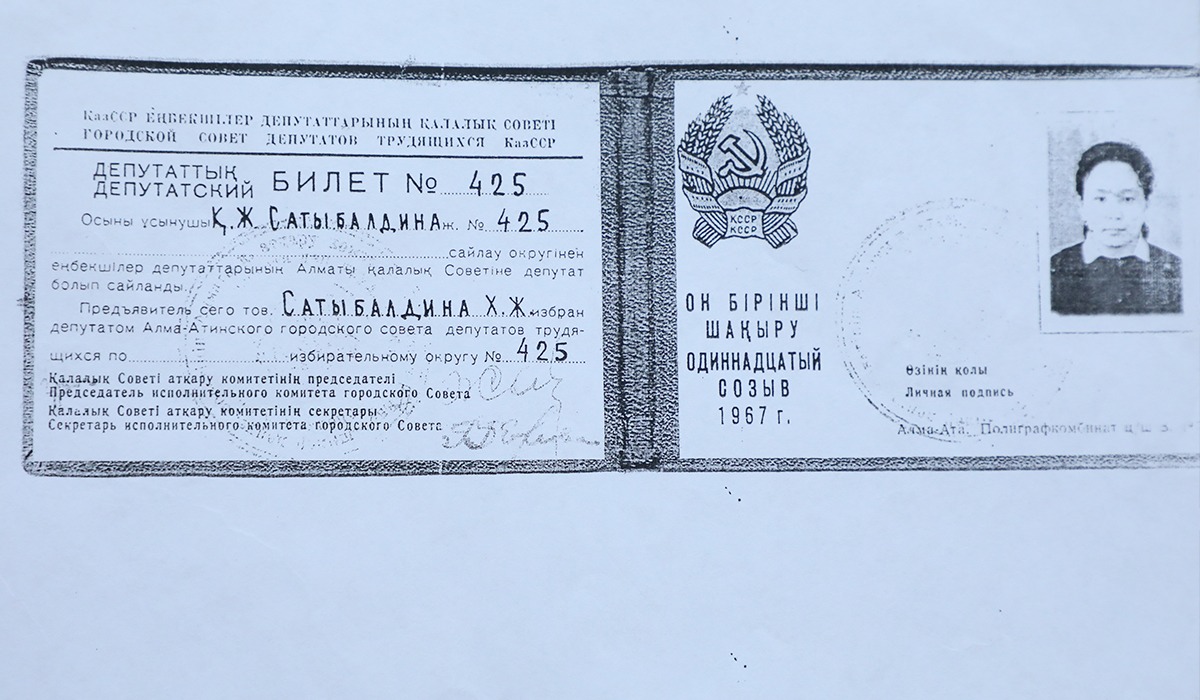 КазССР ЕҢБЕКШІЛЕР ДЕПУТАТТАРЫНЫҢ ҚАЛАЛЫҚ СОВЕТІ
ГОРОДСКОЙ СОВЕТ ДЕПУТАТОВ ТРУДЯЩИХСЯ КазССР
ДЕПУТАТТЫҚ
ДЕПУТАТСКИЙ БИЛЕТ № 425
Осыны ұсынушы Қ.Ж. САТЫБАЛДИНА ж. № 425
сайлау округінен
еңбекшілер депутаттарының Алматы қалалық Советіне депутат
болып сайланды.
Предъявитель сего тов. САТЫБАЛДИНА Х.Ж. избран
депутатом Алма-Атинского городского совета депутатов трудя-
щихся по избирательному округу № 425
Қалалық Советі атқару комитетінің председателі
Председатель исполнительного комитета городского Совета
Қалалық Советі атқару комитетінің секретары
Секретарь исполнительного комитета городского Совета
КССР
КССР
ОН БІРІНШІ
ШАҚЫРУ
ОДИННАДЦАТЫЙ
СОЗЫВ
1967 г.
Өзінің қолы
Личная подпись
Алма-Ата. Полиграфкомбинат